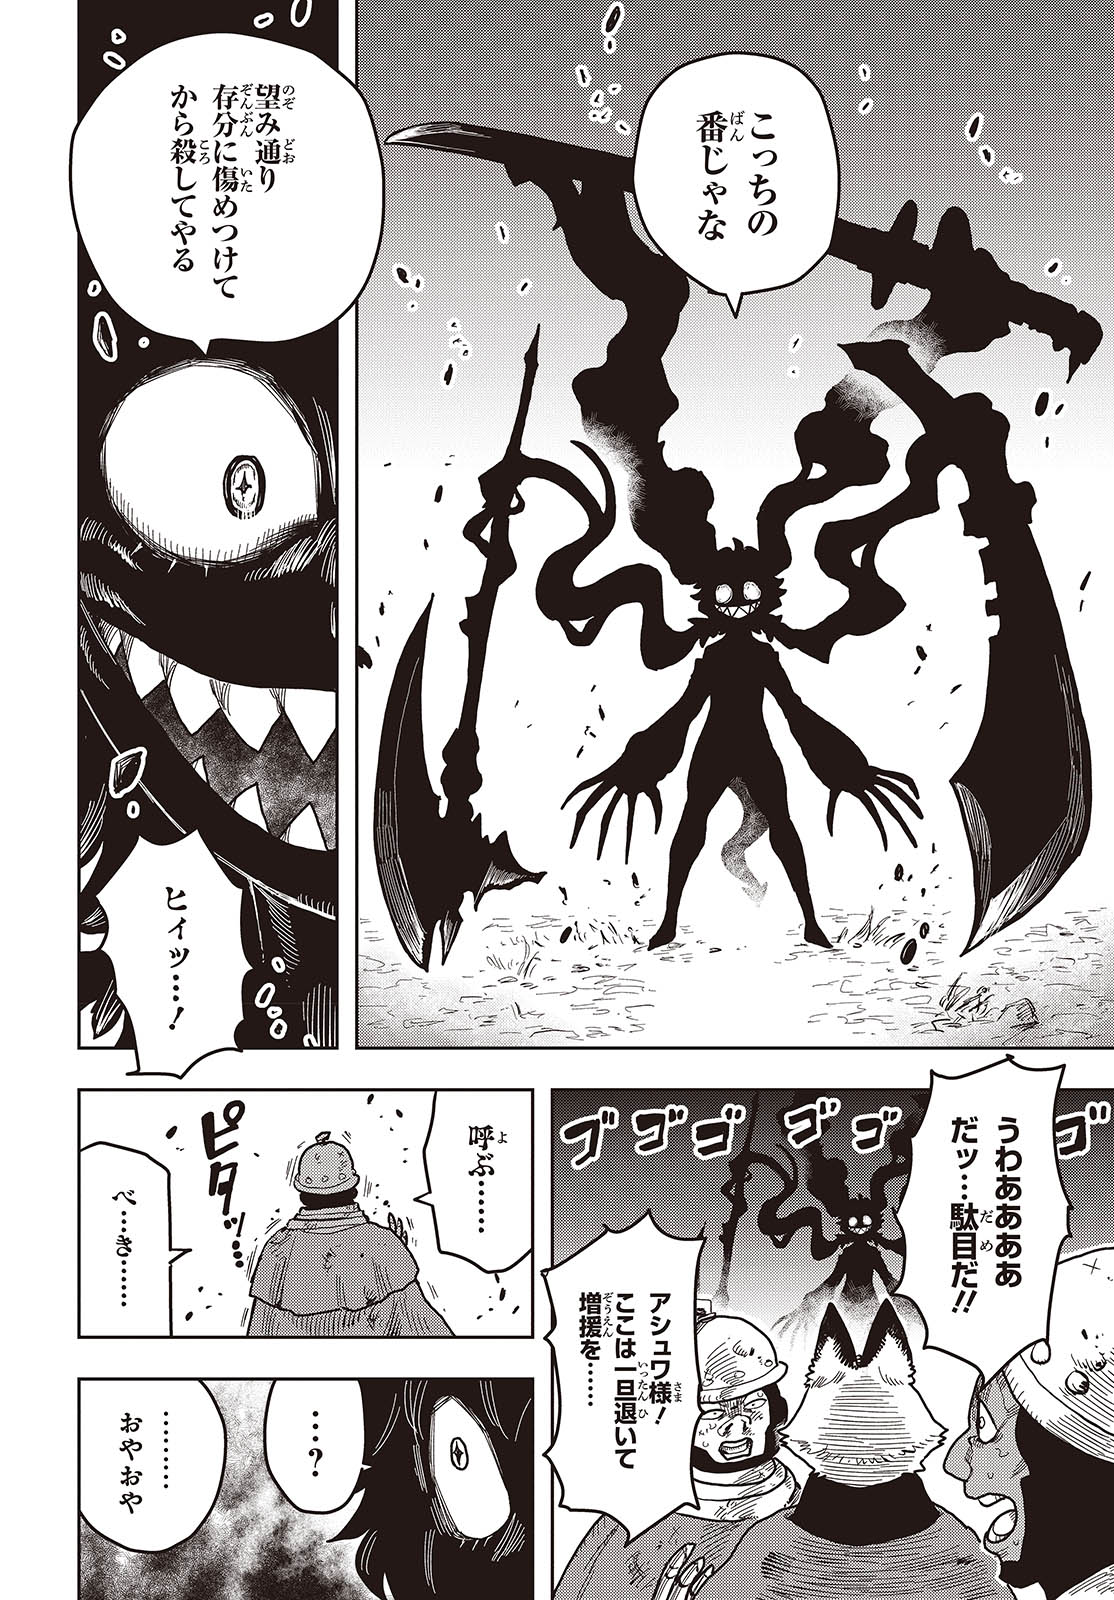 こっちの
番じゃな
望み通り
存分に傷めつけて
から殺してやる
ヒィッ……！
うわああああ
だッ…駄目だ!!
ゴゴゴゴゴ
アシュワ様！
ここは一旦退いて
増援を……
呼ぶ……
ピタッ…
べ…き……
…？
………
おやおや